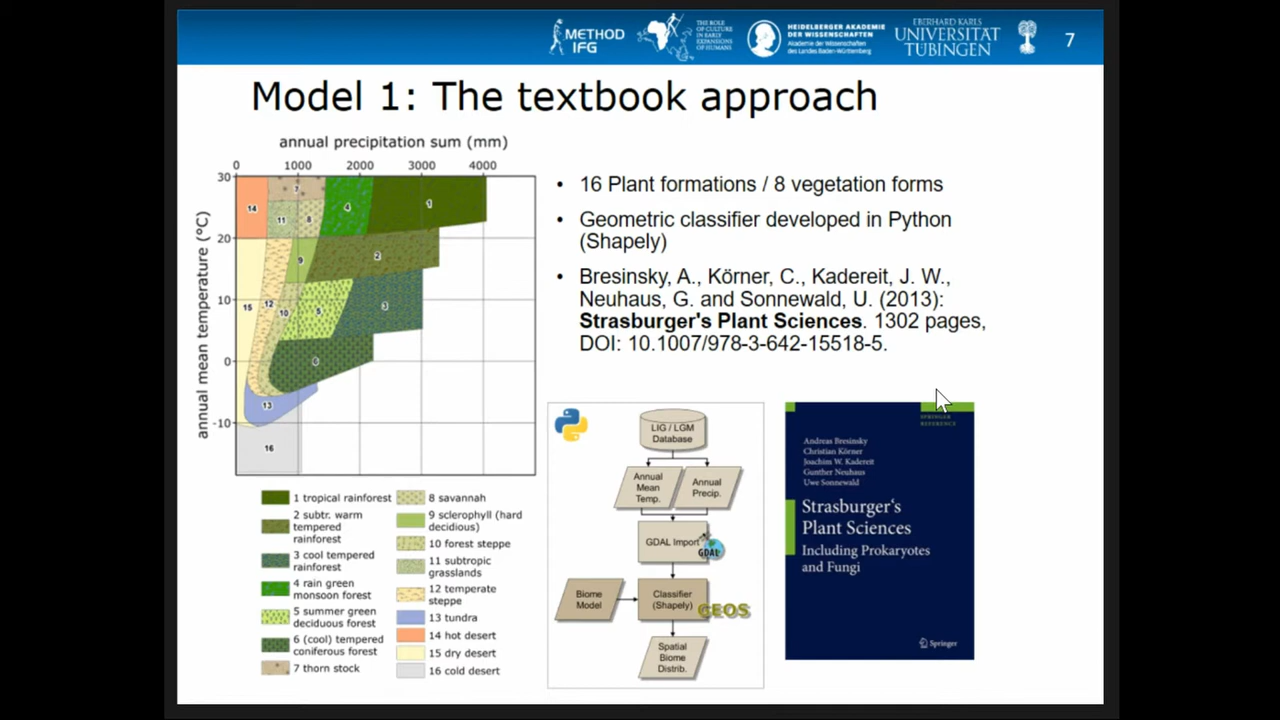 METHOD
IFG
THE ROLE
OF CULTURE
IN EARLY
EXPANSIONS
OF HUMANS
HEIDELBERGER AKADEMIE
DER WISSENSCHAFTEN
Akademie der Wissenschaften
des Landes Baden-Württemberg
EBERHARD KARLS
UNIVERSITÄT
TÜBINGEN
7
Model 1: The textbook approach
annual precipitation sum (mm)
0 1000 2000 3000 4000
annual mean temperature (°C)
30
20
10
0
-10
14
7
11
8
4
1
9
2
15
12
10
5
3
6
13
16
1 tropical rainforest
2 subtr. warm
tempered
rainforest
3 cool tempered
rainforest
4 rain green
monsoon forest
5 summer green
deciduous forest
6 (cool) tempered
coniferous forest
7 thorn stock
8 savannah
9 sclerophyll (hard
decidious)
10 forest steppe
11 subtropic
grasslands
12 temperate
steppe
13 tundra
14 hot desert
15 dry desert
16 cold desert
• 16 Plant formations / 8 vegetation forms
• Geometric classifier developed in Python
(Shapely)
• Bresinsky, A., Körner, C., Kadereit, J. W.,
Neuhaus, G. and Sonnewald, U. (2013):
Strasburger's Plant Sciences. 1302 pages,
DOI: 10.1007/978-3-642-15518-5.
LIG / LGM
Database
Annual
Mean
Temp.
Annual
Precip.
GDAL Import
GDAL
Biome
Model
Classifier
(Shapely)
GEOS
Spatial
Biome
Distrib.
SPRINGER
REFERENCE
Andreas Bresinsky
Christian Körner
Joachim W. Kadereit
Gunther Neuhaus
Uwe Sonnewald
Strasburger's
Plant Sciences
Including Prokaryotes
and Fungi
Springer